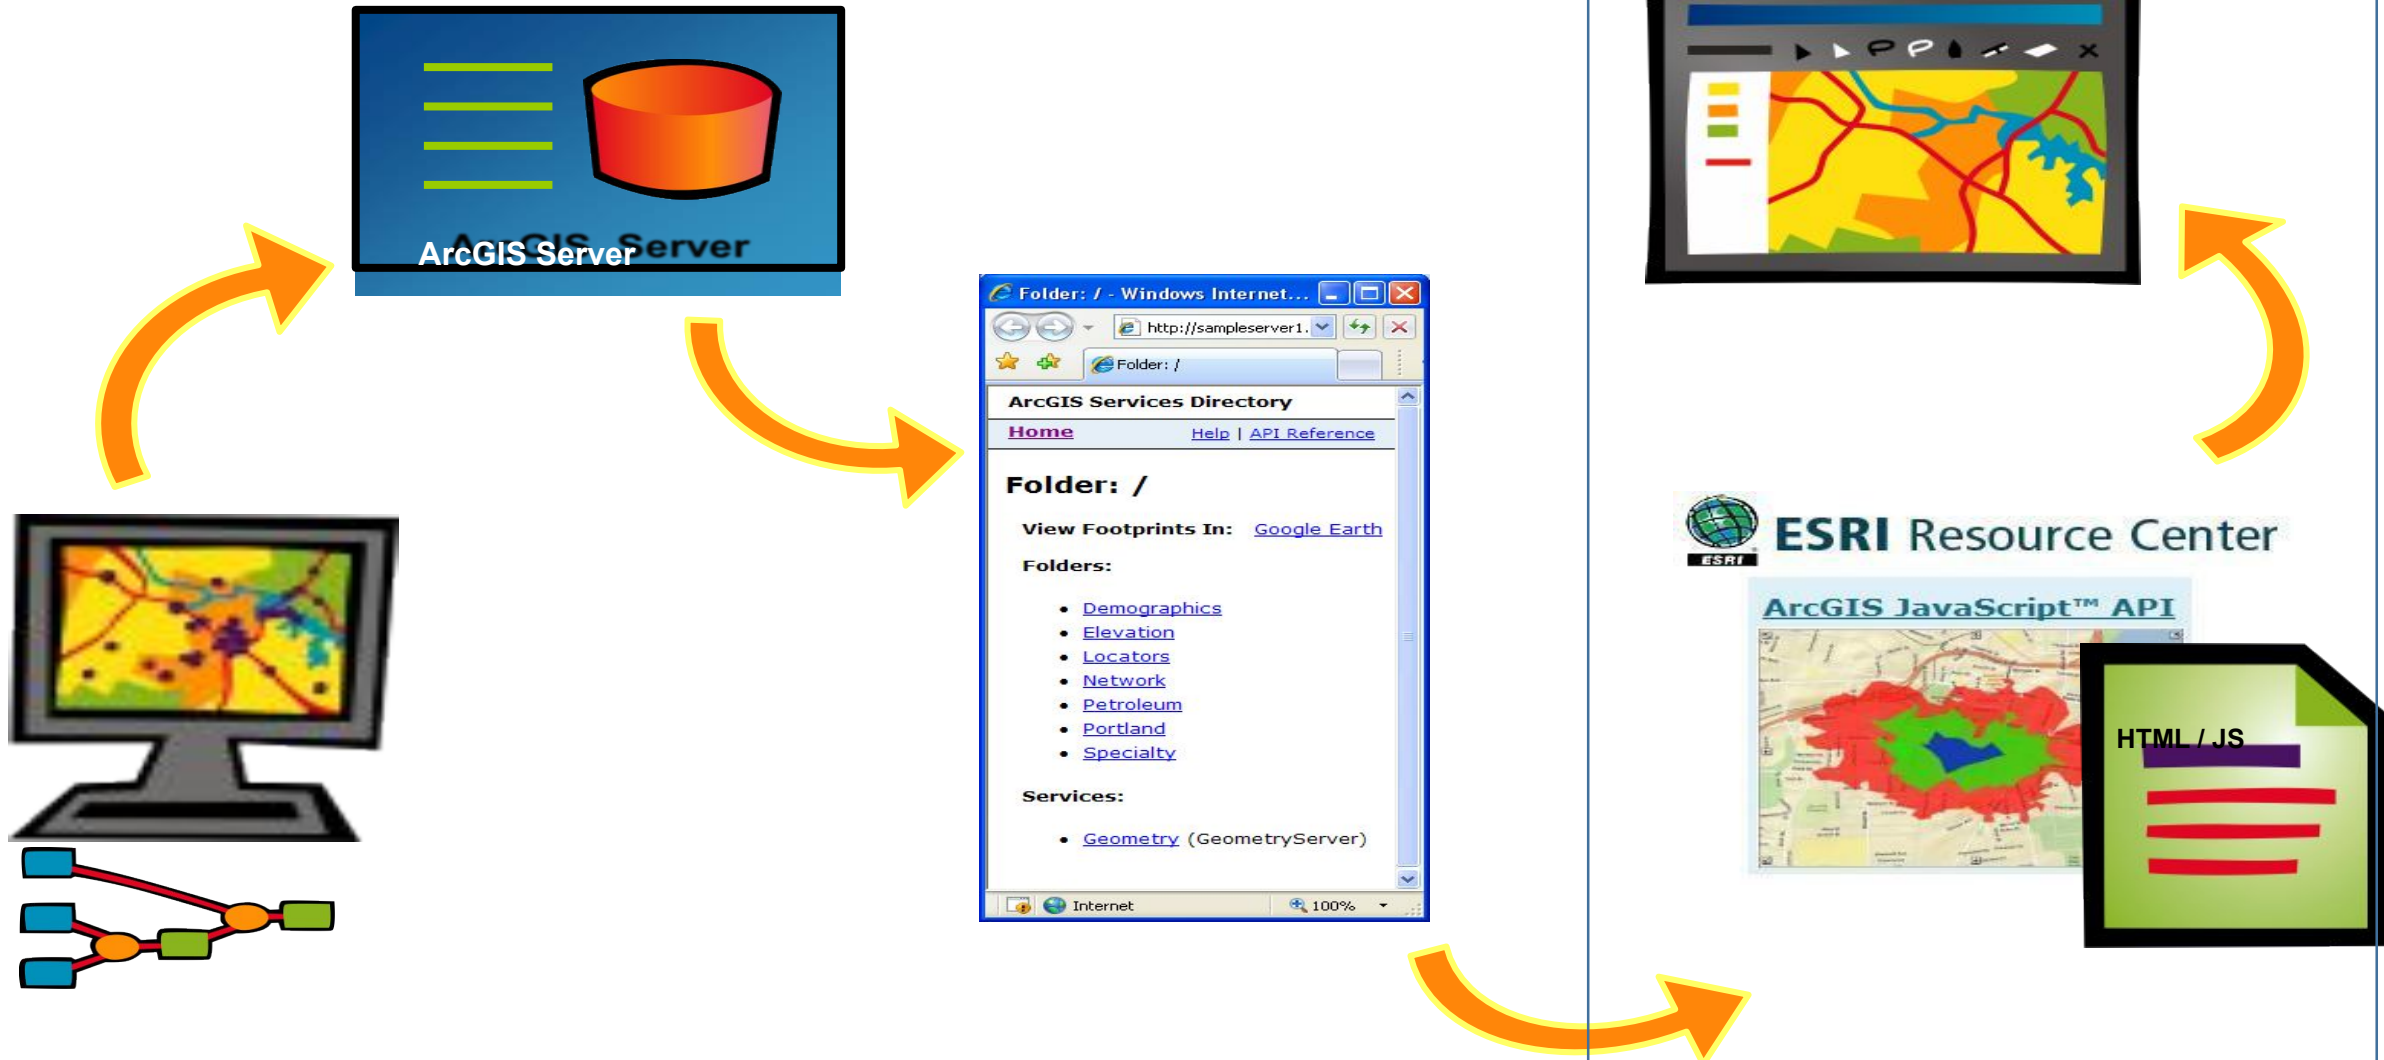 ArcGIS Server
ArcGIS Server
Folder: / - Windows Internet...
http://sampleserver1.
Folder: /
ArcGIS Services Directory
Home Help | API Reference
Folder: /
View Footprints In: Google Earth
Folders:
• Demographics
• Elevation
• Locators
• Network
• Petroleum
• Portland
• Specialty
Services:
• Geometry (GeometryServer)
Internet 100%
ESRI Resource Center
ESRI
ArcGIS JavaScript™ API
HTML / JS